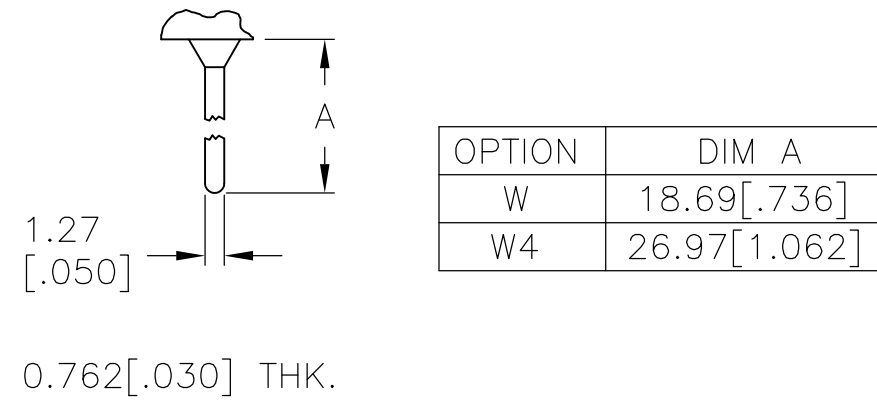 A
1.27
[.050]
0.762[.030] THK.
OPTION DIM A
W 18.69[.736]
W4 26.97[1.062]